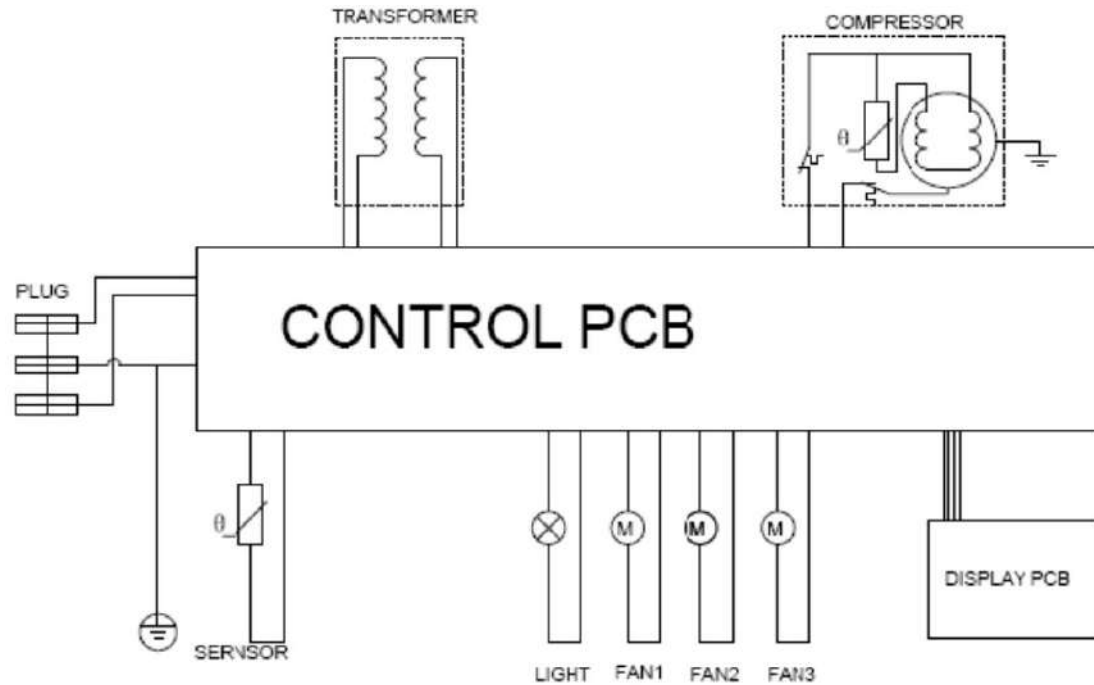 TRANSFORMER
COMPRESSOR
θ
PLUG
CONTROL PCB
θ
M
M
M
DISPLAY PCB
SERNSOR
LIGHT
FAN1
FAN2
FAN3